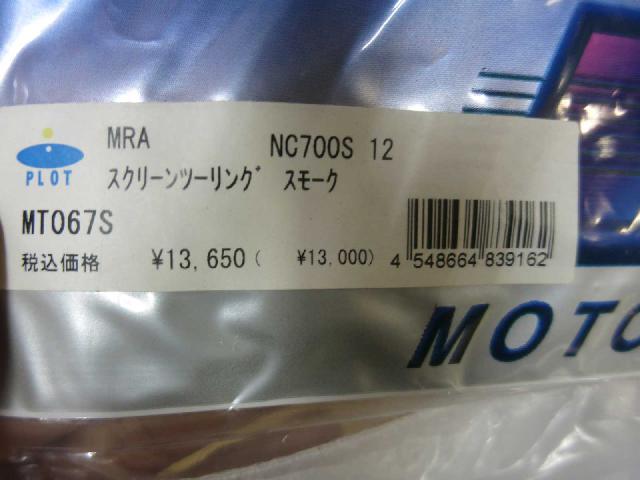 MRA NC700S 12
PLOT スクリーンツーリング゙ スモーク
MT067S
税込価格 ¥13,650( ¥13,000)
4 548664 839162
MOTO